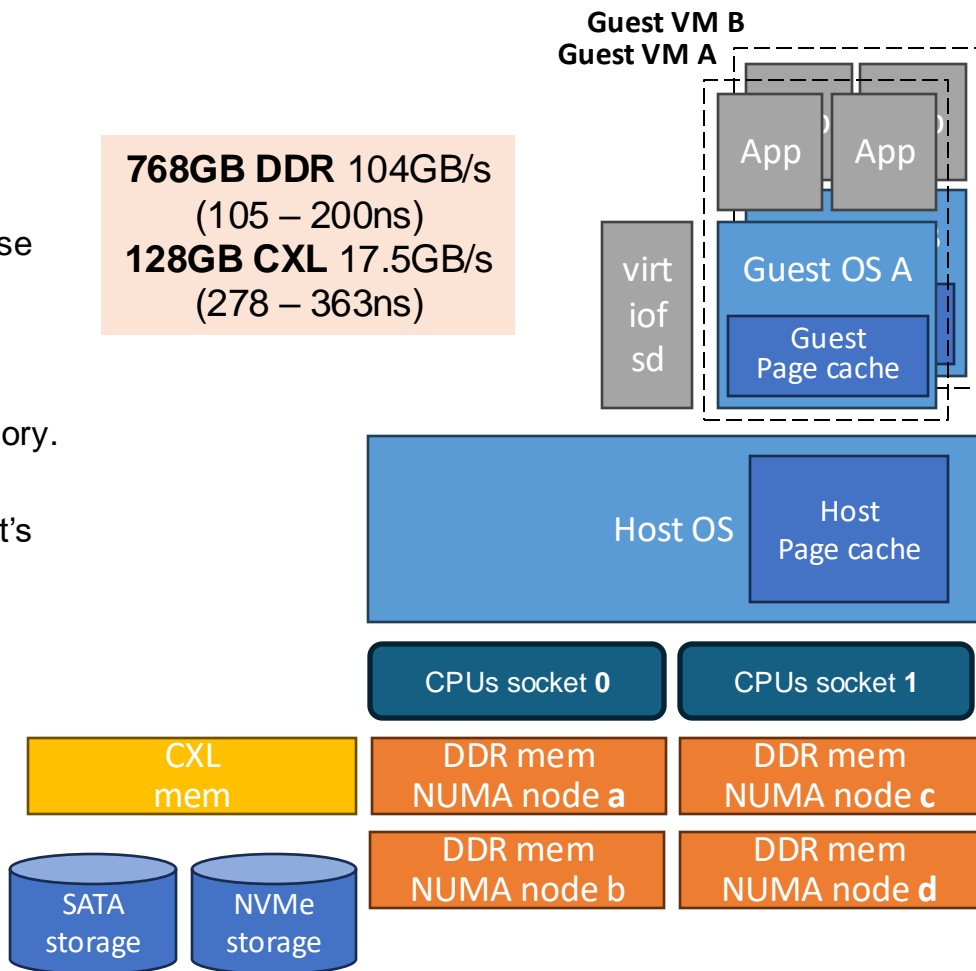 Guest VM B
Guest VM A
768GB DDR 104GB/s
(105 – 200ns)
128GB CXL 17.5GB/s
(278 – 363ns)
se
ory.
t's
App
App
virt
iof
sd
Guest OS A
Guest
Page cache
Host OS
Host
Page cache
CPUs socket 0
CPUs socket 1
CXL
mem
DDR mem
NUMA node a
DDR mem
NUMA node c
DDR mem
NUMA node b
DDR mem
NUMA node d
SATA
storage
NVMe
storage